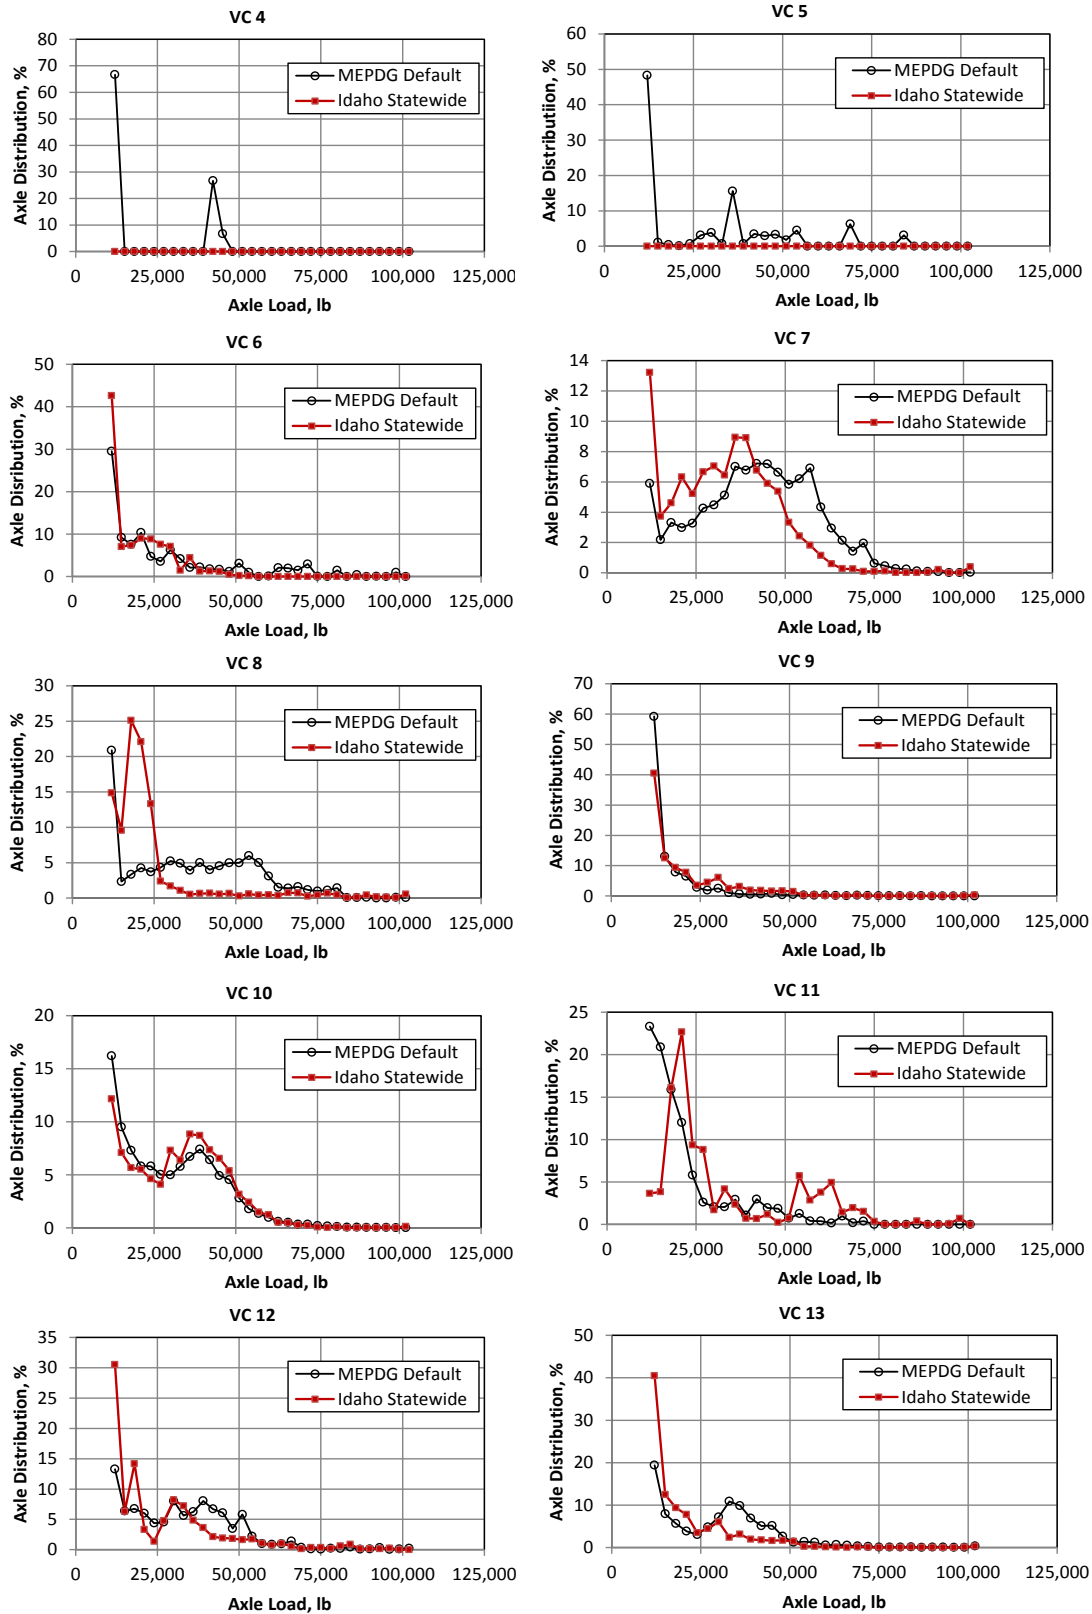 VC 4
80
70
60
50
40
30
20
10
0
Axle Distribution, %
MEPDG Default
Idaho Statewide
0 25,000 50,000 75,000 100,000 125,000
Axle Load, lb
VC 5
60
50
40
30
20
10
0
Axle Distributiion, %
MEPDG Default
Idaho Statewide
0 25,000 50,000 75,000 100,000 125,000
Axle Load, lb
VC 6
50
40
30
20
10
0
Axle Disrribution, %
MEPDG Default
Idaho Statewide
0 25,000 50,000 75,000 100,000 125,000
Axle Load, lb
VC 7
14
12
10
8
6
4
2
0
Axle Distribution, %
MEPDG Default
Idaho Statewide
0 25,000 50,000 75,000 100,000 125,000
Axle Load, lb
VC 8
30
25
20
15
10
5
0
Axle Distribution, %
MEPDG Default
Idaho Statewide
0 25,000 50,000 75,000 100,000 125,000
Axle Load, lb
VC 9
70
60
50
40
30
20
10
0
Axle Distribution, %
MEPDG Default
Idaho Statewide
0 25,000 50,000 75,000 100,000 125,000
Axle Load, lb
VC 10
20
15
10
5
0
Axle Distribution, %
MEPDG Default
Idaho Statewide
0 25,000 50,000 75,000 100,000 125,000
Axle Load, lb
VC 11
25
20
15
10
5
0
Axle Distribution, %
MEPDG Default
Idaho Statewide
0 25,000 50,000 75,000 100,000 125,000
Axle Load, lb
VC 12
35
30
25
20
15
10
5
0
Axle Distribution, %
MEPDG Default
Idaho Statewide
0 25,000 50,000 75,000 100,000 125,000
Axle Load, lb
VC 13
50
40
30
20
10
0
Axle Distribution, %
MEPDG Default
Idaho Statewide
0 25,000 50,000 75,000 100,000 125,000
Axle Load, lb